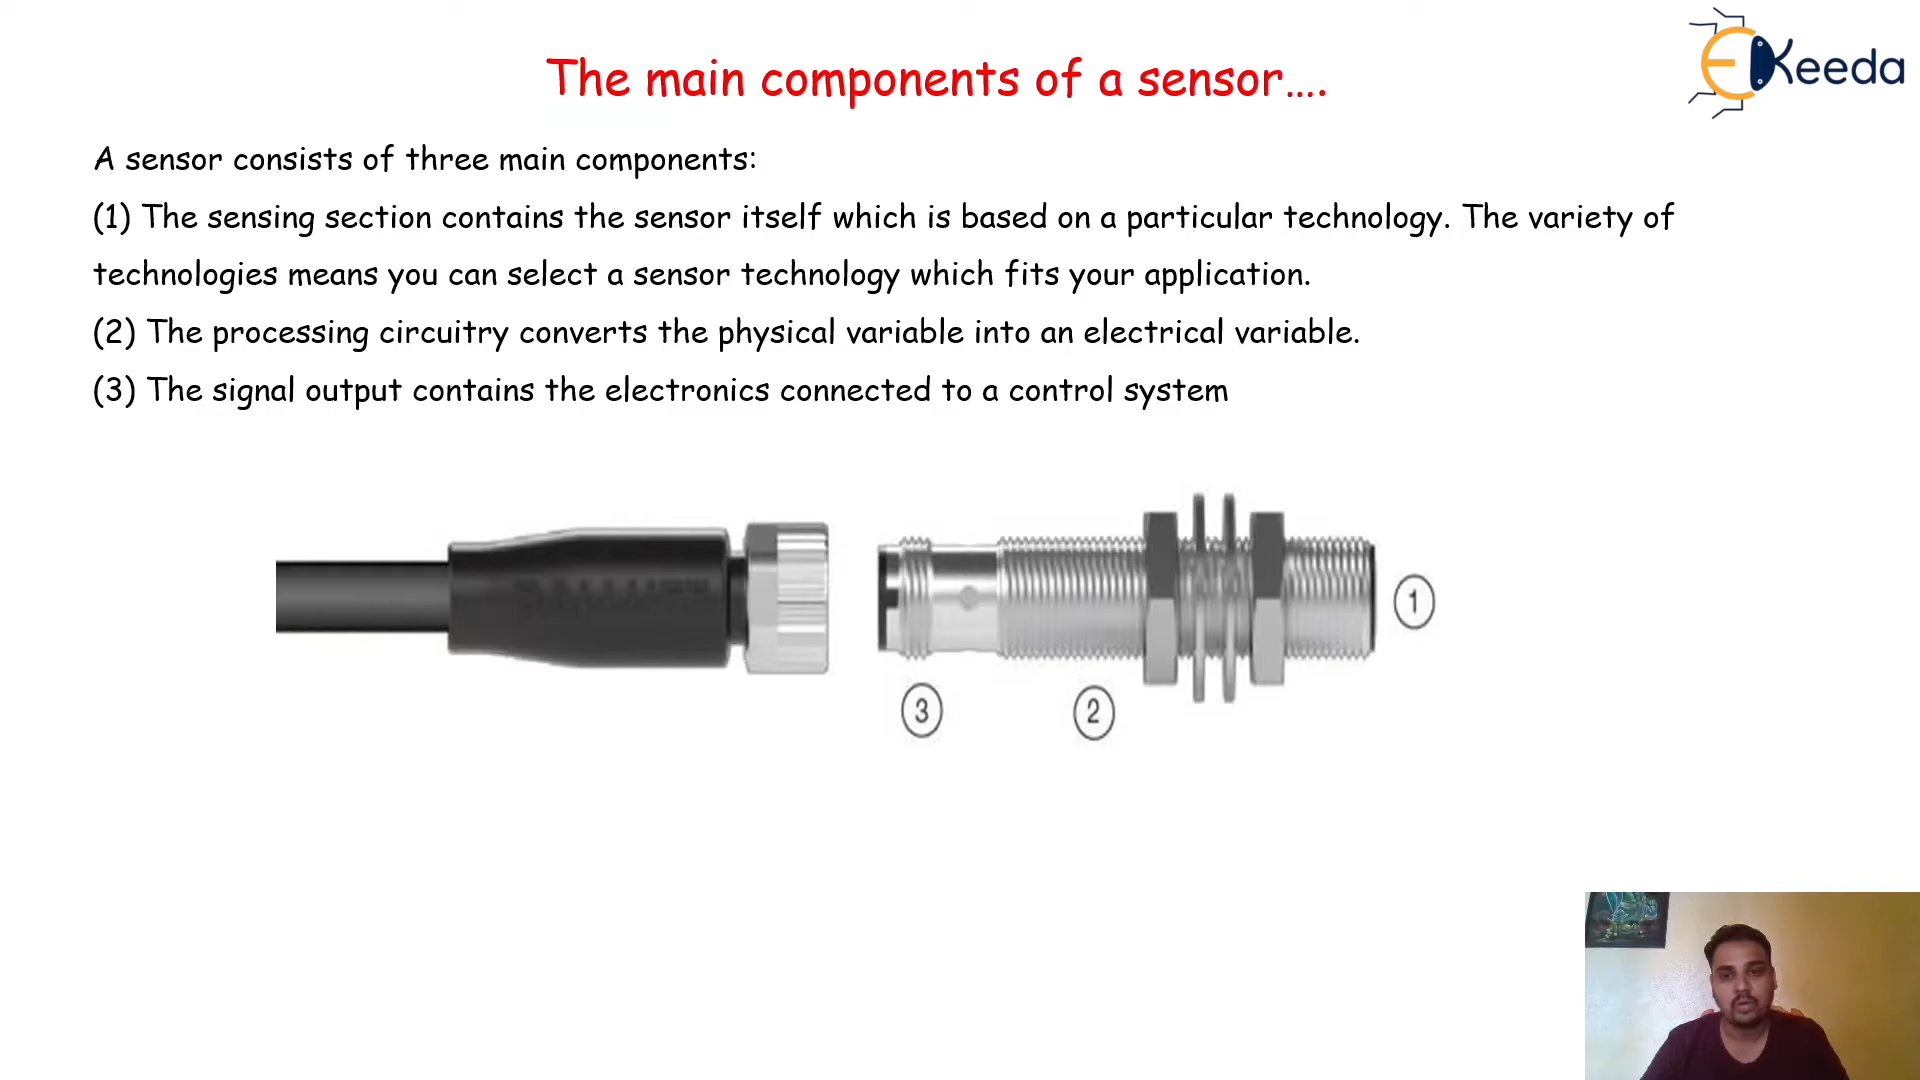 EKeeda
The main components of a sensor....
A sensor consists of three main components:
(1) The sensing section contains the sensor itself which is based on a particular technology. The variety of
technologies means you can select a sensor technology which fits your application.
(2) The processing circuitry converts the physical variable into an electrical variable.
(3) The signal output contains the electronics connected to a control system
1
3
2